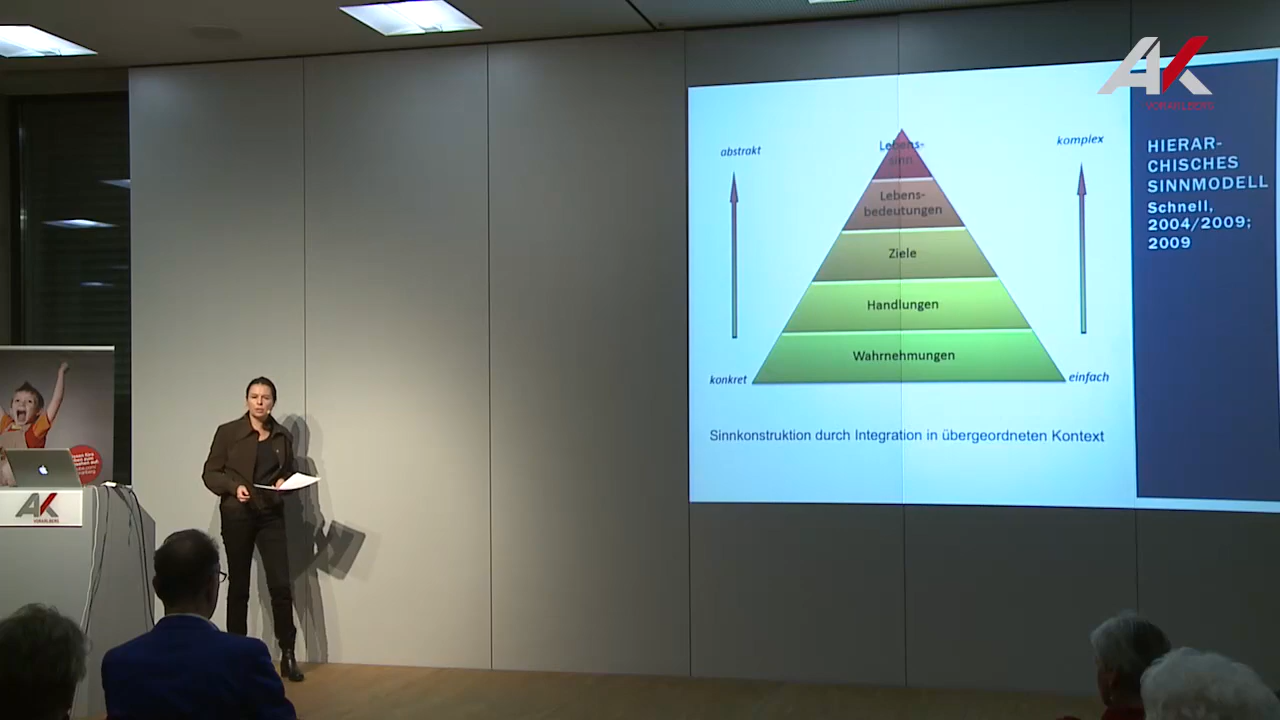 AK
VORARLBERG
HIERAR-
CHISCHES
SINNMODELL
Schnell,
2004/2009;
2009
abstrakt
komplex
Lebens-
sinn
Lebens-
bedeutungen
Ziele
Handlungen
Wahrnehmungen
konkret
einfach
Sinnkonstruktion durch Integration in übergeordneten Kontext
AK
VORARLBERG